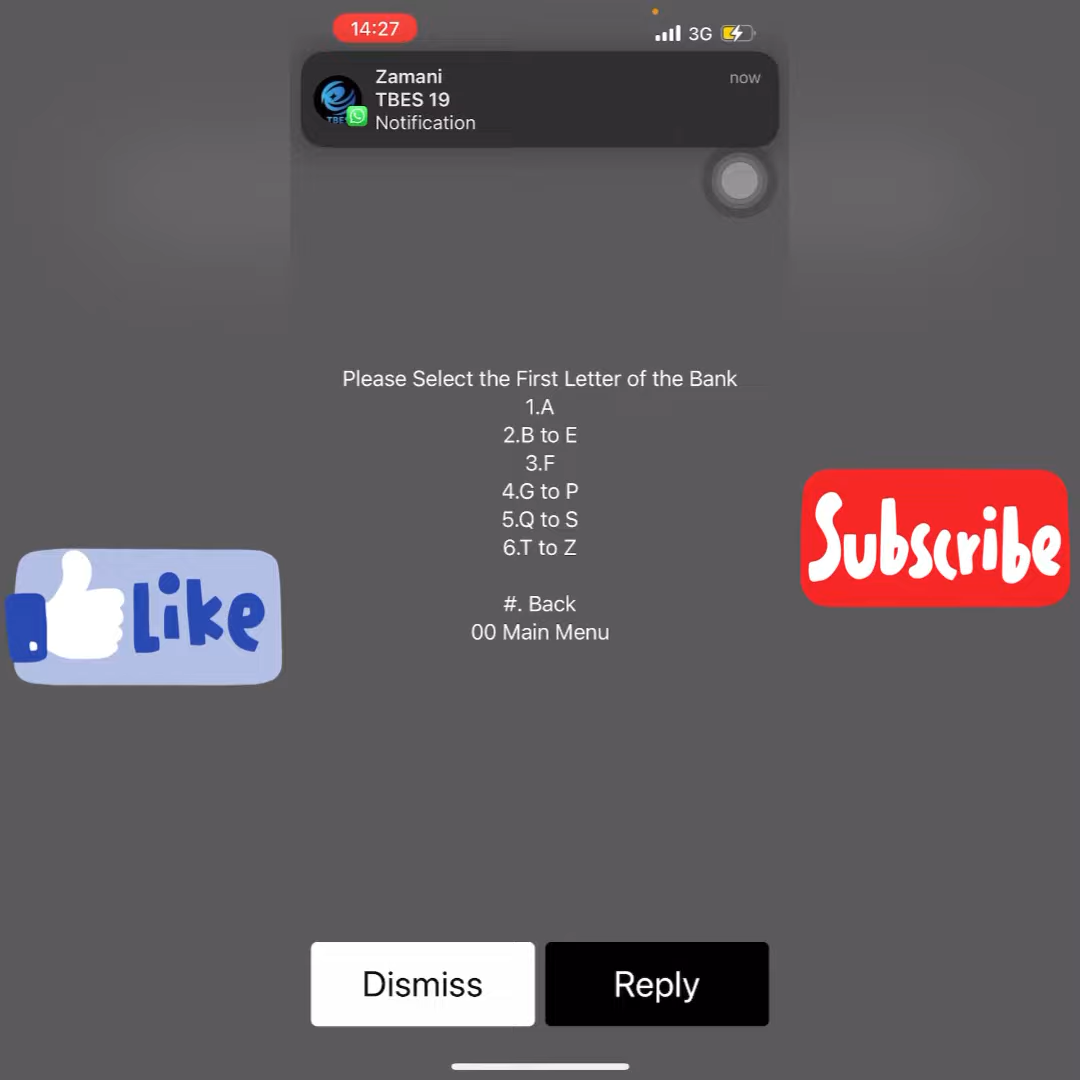 14:27
3G
Zamani
now
TBES 19
Notification
TBES
Please Select the First Letter of the Bank
1.A
2.B to E
3.F
4.G to P
5.Q to S
6.T to Z
#. Back
00 Main Menu
Like
Subscribe
Dismiss
Reply